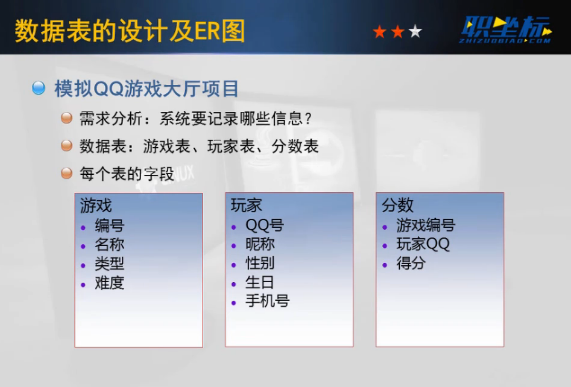 数据表的设计及ER图
职坐标
ZHIZUOBIAO.COM
模拟QQ游戏大厅项目
需求分析：系统要记录哪些信息？
数据表：游戏表、玩家表、分数表
每个表的字段
游戏
编号
名称
类型
难度
玩家
QQ号
昵称
性别
生日
手机号
分数
游戏编号
玩家QQ
得分